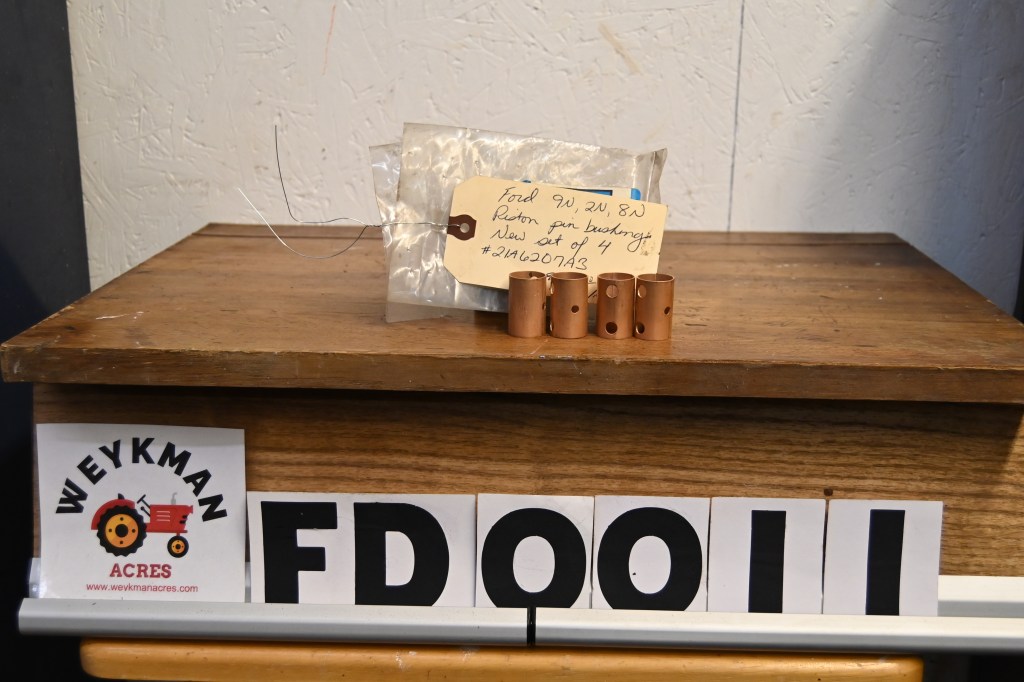 Ford 9N, 2N, 8N
Piston pin bushings
New set of 4
#21A6207A3
WEYKMAN
ACRES
www.weykmanacres.com
FD0011